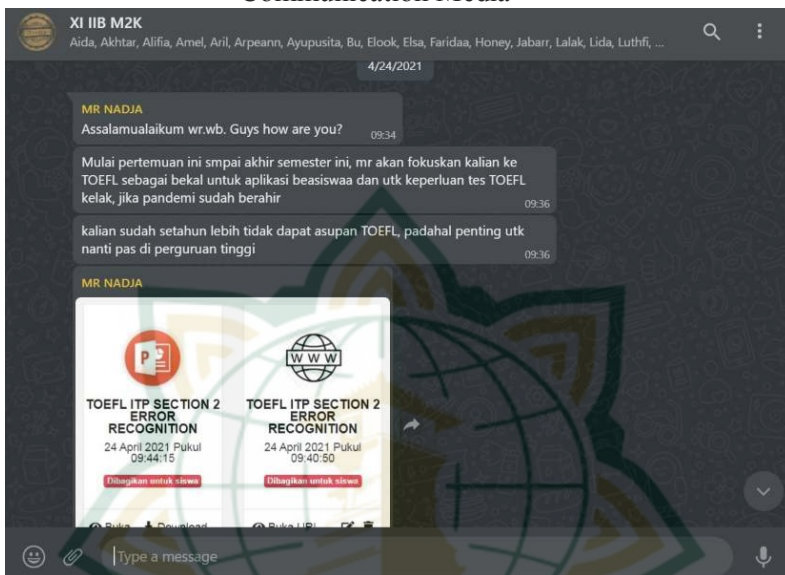 Communication Media
XI IIB M2K
Aida, Akhtar, Alifia, Amel, Aril, Arpeann, Ayupusita, Bu, Elook, Elsa, Faridaa, Honey, Jabarr, Lalak, Lida, Luthfi, ...
4/24/2021
MR NADJA
Assalamualaikum wr.wb. Guys how are you?
09:34
Mulai pertemuan ini smpai akhir semester ini, mr akan fokuskan kalian ke
TOEFL sebagai bekal untuk aplikasi beasiswaa dan utk keperluan tes TOEFL
kelak, jika pandemi sudah berahir
09:36
kalian sudah setahun lebih tidak dapat asupan TOEFL, padahal penting utk
nanti pas di perguruan tinggi
09:36
MR NADJA
P
TOEFL ITP SECTION 2
ERROR
RECOGNITION
24 April 2021 Pukul
09:44:15
Dibagikan untuk siswa
Buka Download
WWW
TOEFL ITP SECTION 2
ERROR
RECOGNITION
24 April 2021 Pukul
09:40:50
Dibagikan untuk siswa
Buka URL
Type a message